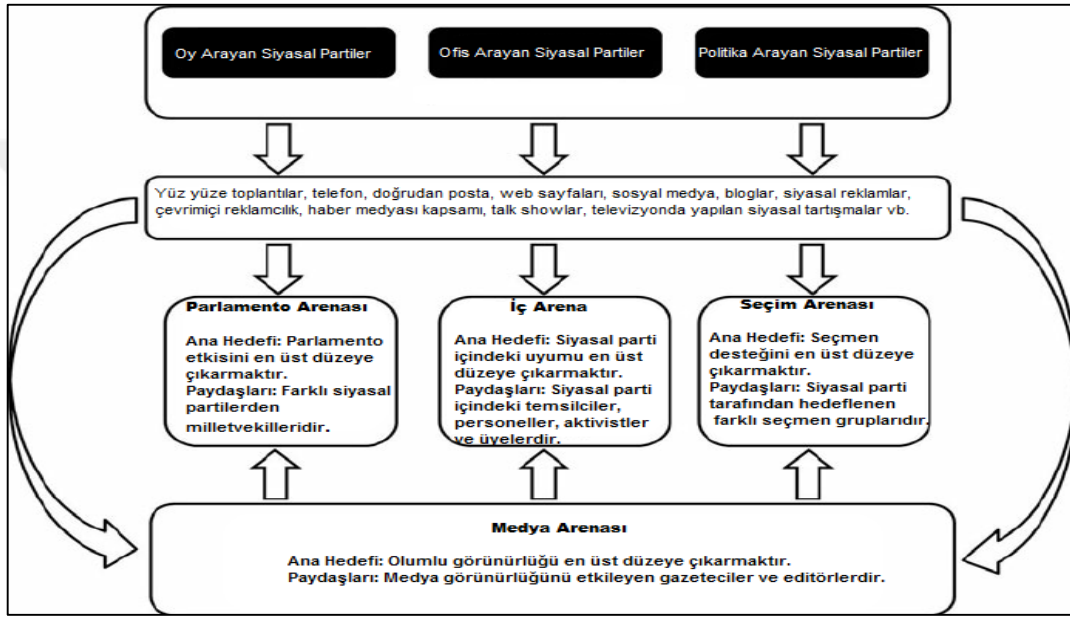 Oy Arayan Siyasal Partiler
Ofis Arayan Siyasal Partiler
Politika Arayan Siyasal Partiler
Yüz yüze toplantılar, telefon, doğrudan posta, web sayfaları, sosyal medya, bloglar, siyasal reklamlar,
çevrimiçi reklamcılık, haber medyası kapsamı, talk showlar, televizyonda yapılan siyasal tartışmalar vb.
Parlamento Arenası
Ana Hedefi: Parlamento
etkisini en üst düzeye
çıkarmaktır.
Paydaşları: Farklı siyasal
partilerden
milletvekilleridir.
İç Arena
Ana Hedefi: Siyasal parti
içindeki uyumu en üst
düzeye çıkarmaktır.
Paydaşları: Siyasal parti
içindeki temsilciler,
personeller, aktivistler
ve üyelerdir.
Seçim Arenası
Ana Hedefi: Seçmen
desteğini en üst düzeye
çıkarmaktır.
Paydaşları: Siyasal parti
tarafından hedeflenen
farklı seçmen gruplarıdır.
Medya Arenası
Ana Hedefi: Olumlu görünürlüğü en üst düzeye çıkarmaktır.
Paydaşları: Medya görünürlüğünü etkileyen gazeteciler ve editörlerdir.